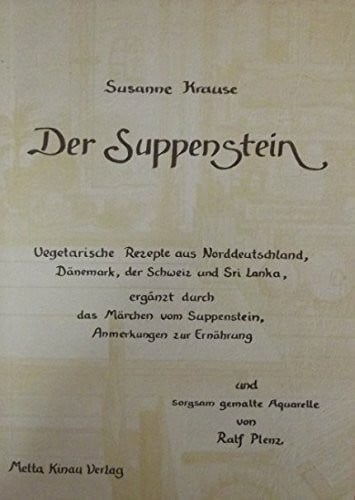 Susanne Krause
Der Suppenstein
Vegetarische Rezepte aus Norddeutschland,
Dänemark, der Schweiz und Sri Lanka,
ergänzt durch
das Märchen vom Suppenstein,
Anmerkungen zur Ernährung
und
sorgsam gemalte Aquarelle
von
Ralf Plenz
Metta Kinau Verlag